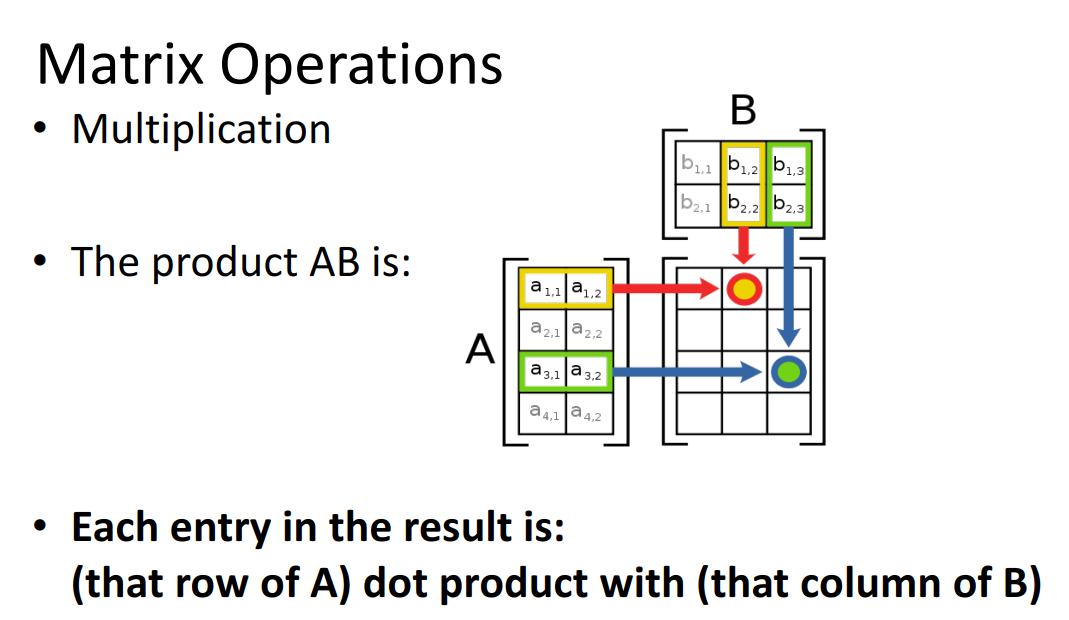 Matrix Operations
• Multiplication
• The product AB is:
B
b1,1 b1,2 b1,3
b2,1 b2,2 b2,3
A
a1,1 a1,2
a2,1 a2,2
a3,1 a3,2
a4,1 a4,2
• Each entry in the result is:
(that row of A) dot product with (that column of B)